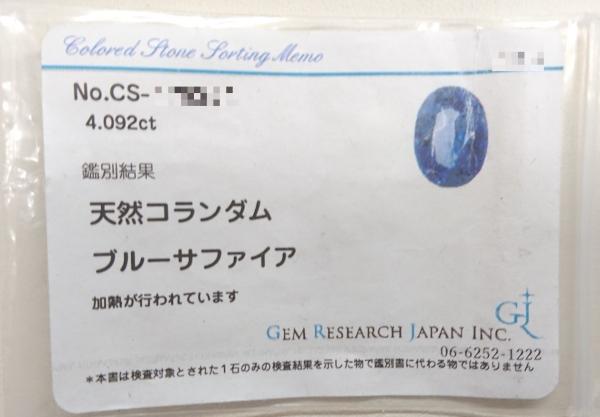 Colored Stone Sorting Memo
No.CS-
4.092ct
鑑別結果
天然コランダム
ブルーサファイア
加熱が行われています
GJ
GEM RESEARCH JAPAN INC.
06-6252-1222
*本書は検査対象とされた1石のみの検査結果を示した物で鑑別書に代わる物ではありません